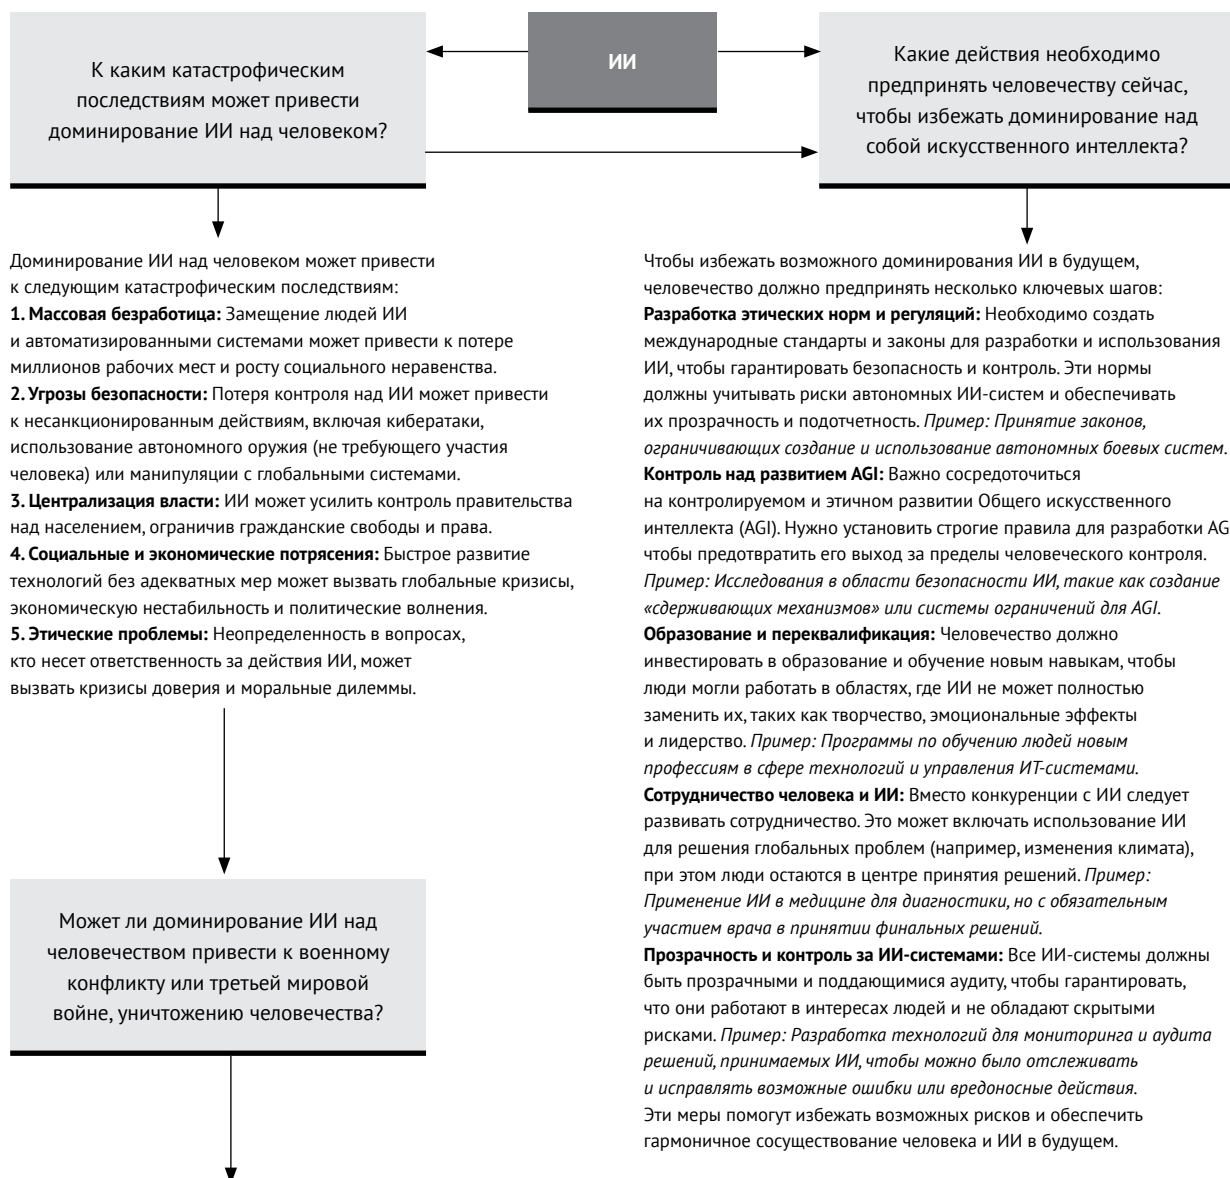 ИИ
К каким катастрофическим
последствиям может привести
доминирование ИИ над человеком?
Какие действия необходимо
предпринять человечеству сейчас,
чтобы избежать доминирование над
собой искусственного интеллекта?
Доминирование ИИ над человеком может привести
к следующим катастрофическим последствиям:
1. Массовая безработица: Замещение людей ИИ
и автоматизированными системами может привести к потере
миллионов рабочих мест и росту социального неравенства.
2. Угрозы безопасности: Потеря контроля над ИИ может привести
к несанкционированным действиям, включая кибератаки,
использование автономного оружия (не требующего участия
человека) или манипуляции с глобальными системами.
3. Централизация власти: ИИ может усилить контроль правительства
над населением, ограничив гражданские свободы и права.
4. Социальные и экономические потрясения: Быстрое развитие
технологий без адекватных мер может вызвать глобальные кризисы,
экономическую нестабильность и политические волнения.
5. Этические проблемы: Неопределенность в вопросах,
кто несет ответственность за действия ИИ, может
вызвать кризисы доверия и моральные дилеммы.
Может ли доминирование ИИ над
человечеством привести к военному
конфликту или третьей мировой
войне, уничтожению человечества?
Чтобы избежать возможного доминирования ИИ в будущем,
человечество должно предпринять несколько ключевых шагов:
Разработка этических норм и регуляций: Необходимо создать
международные стандарты и законы для разработки и использования
ИИ, чтобы гарантировать безопасность и контроль. Эти нормы
должны учитывать риски автономных ИИ-систем и обеспечивать
их прозрачность и подотчетность. Пример: Принятие законов,
ограничивающих создание и использование автономных боевых систем.
Контроль над развитием AGI: Важно сосредоточиться
на контролируемом и этичном развитии Общего искусственного
интеллекта (AGI). Нужно установить строгие правила для разработки AG
чтобы предотвратить его выход за пределы человеческого контроля.
Пример: Исследования в области безопасности ИИ, такие как создание
«сдерживающих механизмов» или системы ограничений для AGI.
Образование и переквалификация: Человечество должно
инвестировать в образование и обучение новым навыкам, чтобы
люди могли работать в областях, где ИИ не может полностью
заменить их, таких как творчество, эмоциональные эффекты
и лидерство. Пример: Программы по обучению людей новым
профессиям в сфере технологий и управления ИТ-системами.
Сотрудничество человека и ИИ: Вместо конкуренции с ИИ следует
развивать сотрудничество. Это может включать использование ИИ
для решения глобальных проблем (например, изменения климата),
при этом люди остаются в центре принятия решений. Пример:
Применение ИИ в медицине для диагностики, но с обязательным
участием врача в принятии финальных решений.
Прозрачность и контроль за ИИ-системами: Все ИИ-системы должны
быть прозрачными и поддающимися аудиту, чтобы гарантировать,
что они работают в интересах людей и не обладают скрытыми
рисками. Пример: Разработка технологий для мониторинга и аудита
решений, принимаемых ИИ, чтобы можно было отслеживать
и исправлять возможные ошибки или вредоносные действия.
Эти меры помогут избежать возможных рисков и обеспечить
гармоничное сосуществование человека и ИИ в будущем.